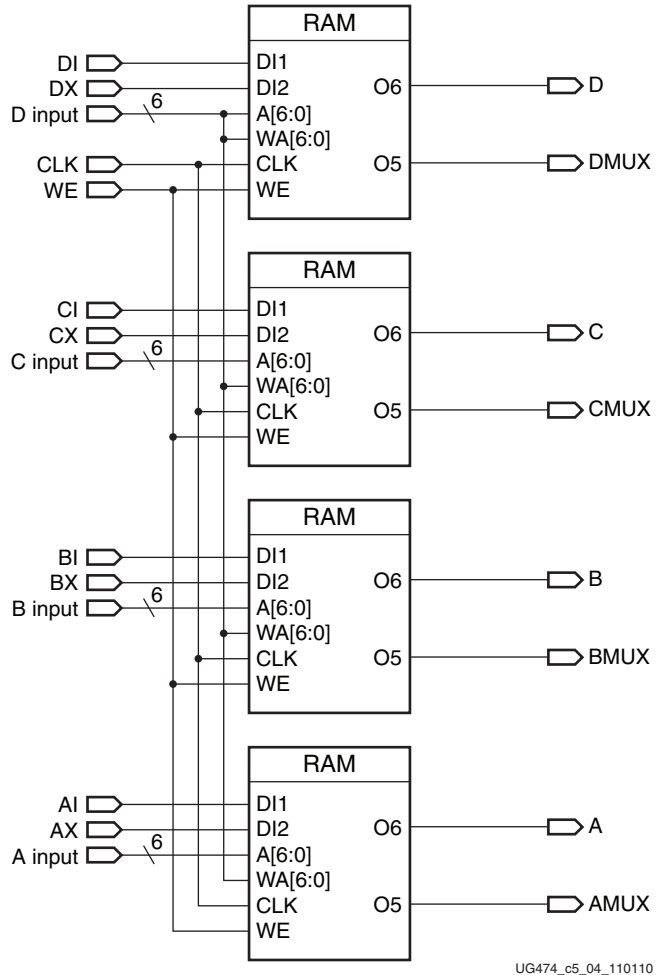 RAM
DI DI1
DX DI2 O6 D
D input 6 A[6:0]
WA[6:0]
CLK CLK O5 DMUX
WE WE
RAM
CI DI1
CX DI2 O6 C
C input 6 A[6:0]
WA[6:0]
CLK O5 CMUX
WE
RAM
BI DI1
BX DI2 O6 B
B input 6 A[6:0]
WA[6:0]
CLK O5 BMUX
WE
RAM
AI DI1
AX DI2 O6 A
A input 6 A[6:0]
WA[6:0]
CLK O5 AMUX
WE
UG474_c5_04_110110